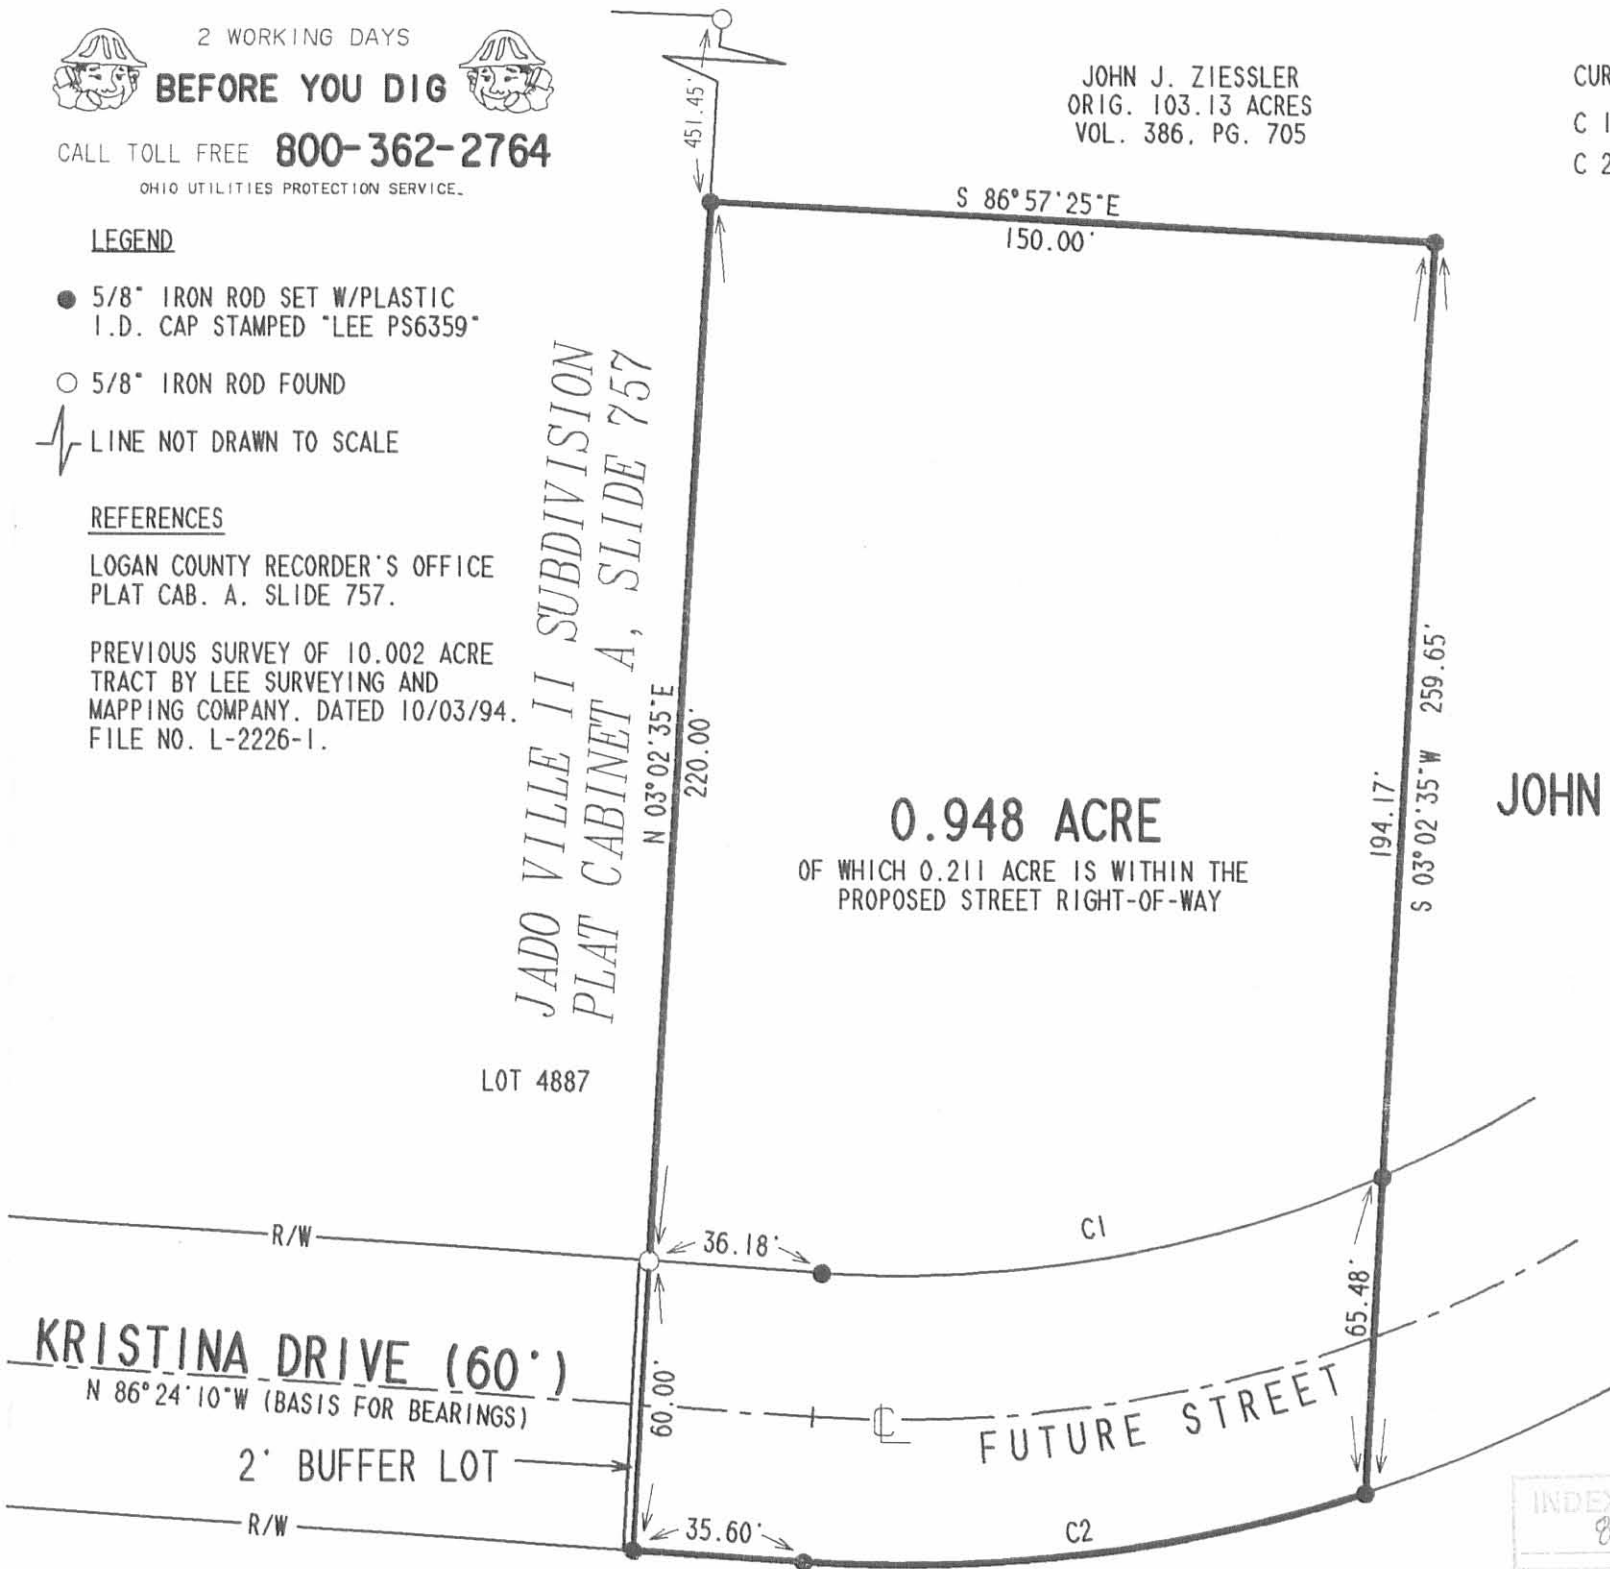 2 WORKING DAYS
BEFORE YOU DIG
CALL TOLL FREE 800-362-2764
OHIO UTILITIES PROTECTION SERVICE.
LEGEND
5/8" IRON ROD SET W/PLASTIC
I.D. CAP STAMPED "LEE PS6359"
5/8" IRON ROD FOUND
LINE NOT DRAWN TO SCALE
REFERENCES
LOGAN COUNTY RECORDER'S OFFICE
PLAT CAB. A. SLIDE 757.
PREVIOUS SURVEY OF 10.002 ACRE
TRACT BY LEE SURVEYING AND
MAPPING COMPANY. DATED 10/03/94.
FILE NO. L-2226-1.
JADO VILLE II SUBDIVISION
PLAT CABINET A, SLIDE 757
451.45'
JOHN J. ZIESSLER
ORIG. 103.13 ACRES
VOL. 386, PG. 705
CUR
C 1
C 2
S 86°57'25"E
150.00'
N 03°02'35"E
220.00'
194.17'
S 03°02'35"W 259.65'
0.948 ACRE
OF WHICH 0.211 ACRE IS WITHIN THE
PROPOSED STREET RIGHT-OF-WAY
JOHN
LOT 4887
R/W
36.18'
C1
65.48'
KRISTINA DRIVE (60')
N 86°24'10"W (BASIS FOR BEARINGS)
60.00'
CL
FUTURE STREET
2' BUFFER LOT
R/W
35.60'
C2
INDEX
8